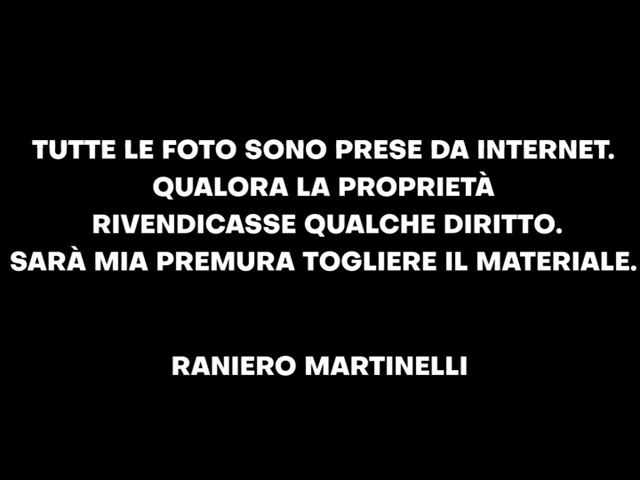 TUTTE LE FOTO SONO PRESE DA INTERNET.
QUALORA LA PROPRIETÀ
RIVENDICASSE QUALCHE DIRITTO.
SARÀ MIA PREMURA TOGLIERE IL MATERIALE.
RANIERO MARTINELLI